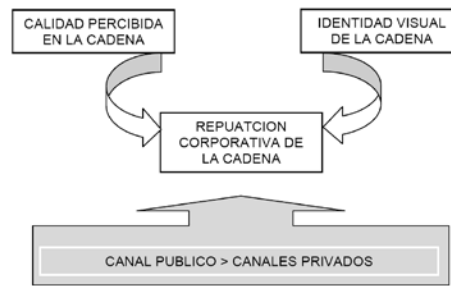 CALIDAD PERCIBIDA
EN LA CADENA
IDENTIDAD VISUAL
DE LA CADENA
REPUATCION
CORPORATIVA DE
LA CADENA
CANAL PUBLICO > CANALES PRIVADOS